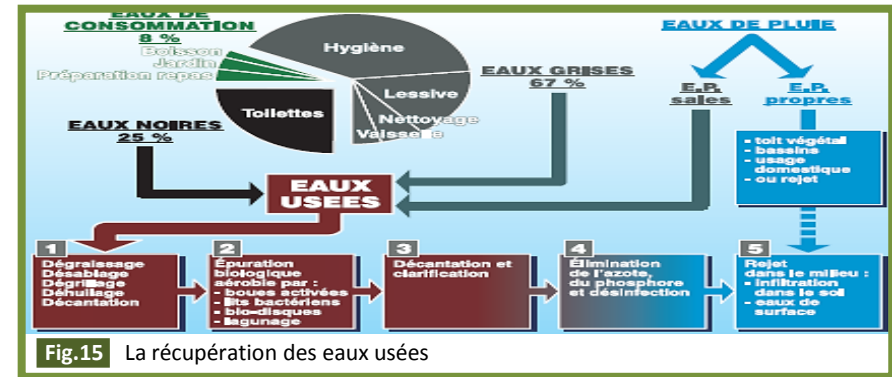 EAUX DE
CONSOMMATION
8 %
Boisson
Jardin
Préparation repas
Hygiène
Lessive
Nettoyage
Vaisselle
Toilettes
EAUX GRISES
67 %
EAUX NOIRES
25 %
EAUX DE PLUIE
E.P.
sales
E.P.
propres
- toit végétal
- bassins
- usage
domestique
- ou rejet
EAUX
USEES
1
Dégraissage
Désablage
Dégrillage
Déhuilage
Décantation
2
Épuration
biologique
aérobie par :
- boues activées
- lits bactériens
- bio-disques
- lagunage
3
Décantation et
clarification
4
Élimination
de l'azote,
du phosphore
et désinfection
5
Rejet
dans le milieu :
- infiltration
dans le sol
- eaux de
surface
Fig.15 La récupération des eaux usées